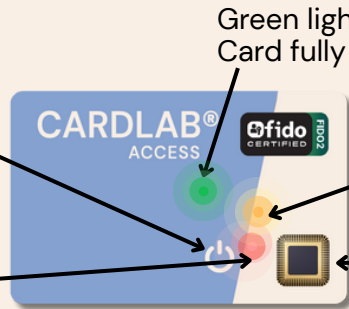 Green ligh
Card fully
CARDLAB®
ACCESS
fido
CERTIFIED
FIDO2